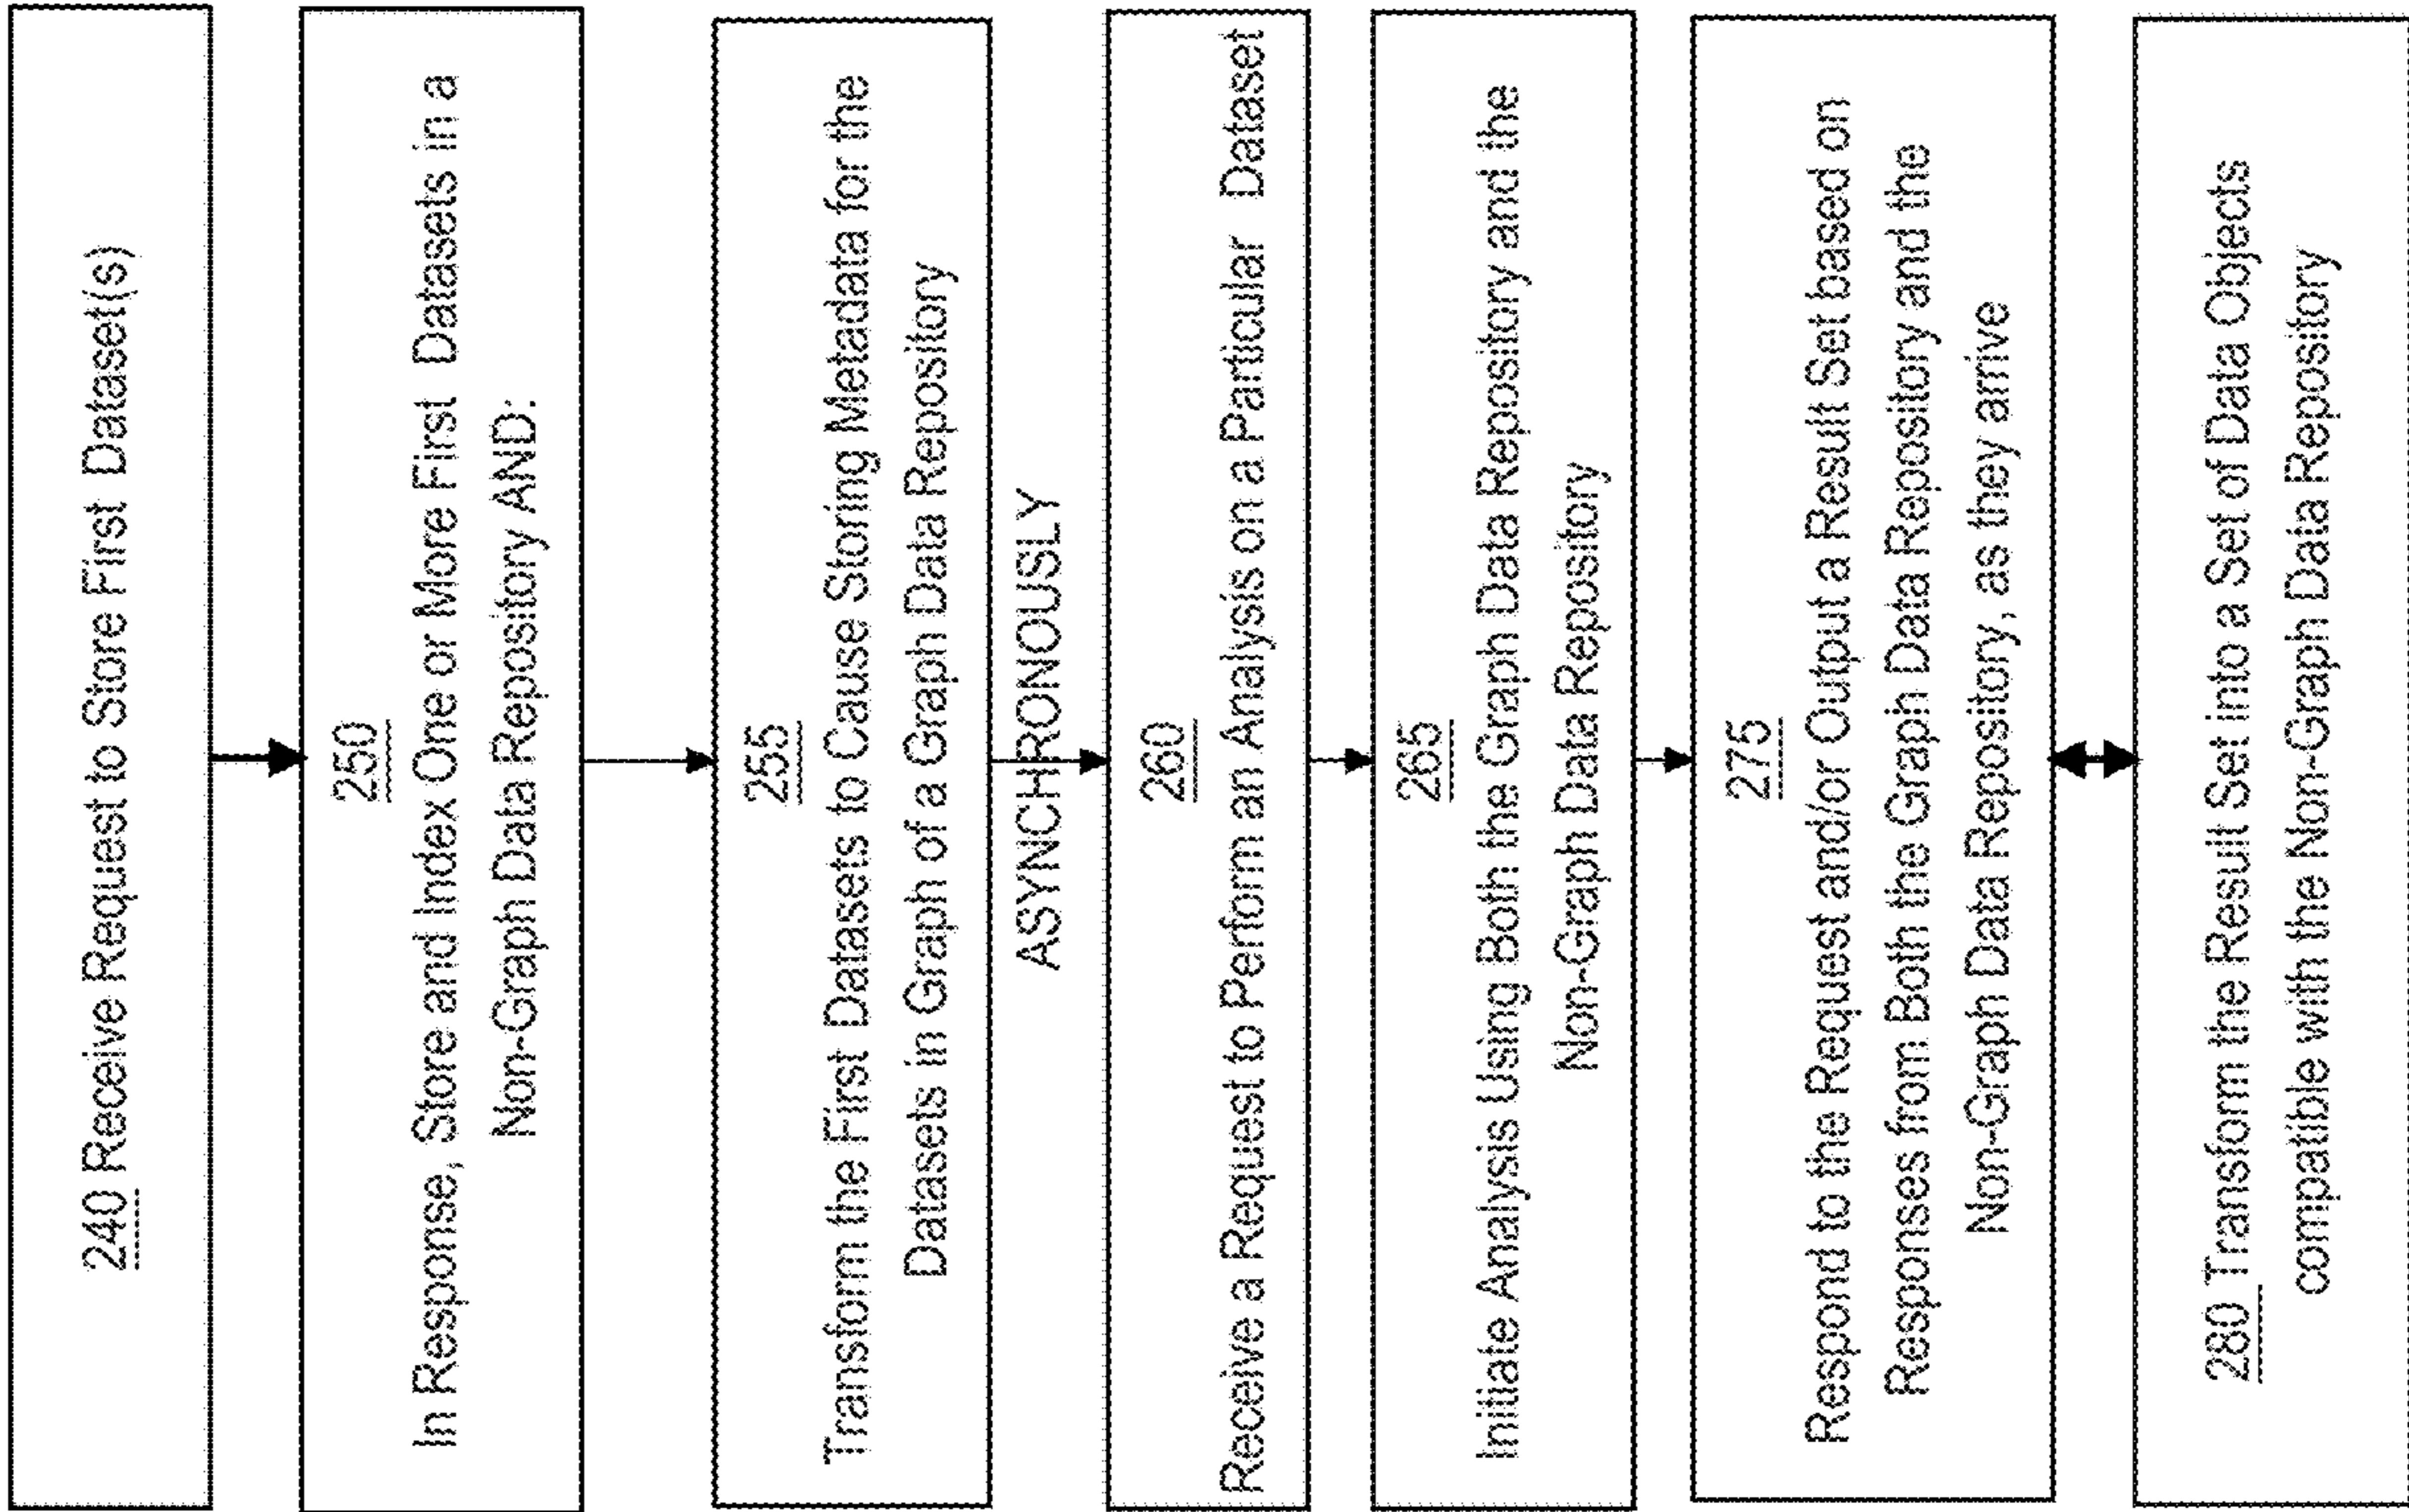 240 Receive Request to Store First Dataset(s)
250
In Response, Store and Index One or More First Datasets in a
Non-Graph Data Repository AND:
255
Transform the First Datasets to Cause Storing Metadata for the
Datasets in Graph of a Graph Data Repository
ASYNCHRONOUSLY
260
Receive a Request to Perform an Analysis on a Particular Dataset
265
Initiate Analysis Using Both the Graph Data Repository and the
Non-Graph Data Repository
275
Respond to the Request and/or Output a Result Set based on
Responses from Both the Graph Data Repository and the
Non-Graph Data Repository, as they arrive
280 Transform the Result Set into a Set of Data Objects
compatible with the Non-Graph Data Repository